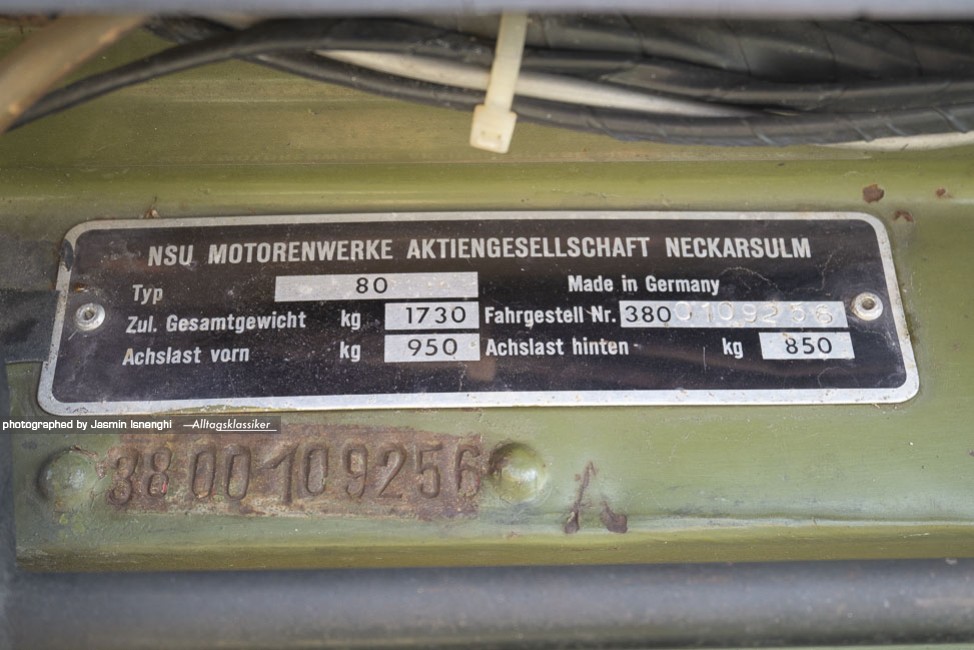 NSU MOTORENWERKE AKTIENGESELLSCHAFT NECKARSULM
Typ 80 Made in Germany
Zul. Gesamtgewicht kg 1730 Fahrgestell Nr. 3800109256
Achslast vorn kg 950 Achslast hinten kg 850
photographed by Jasmin Isnenghi —Alltagsklassiker
3800109256